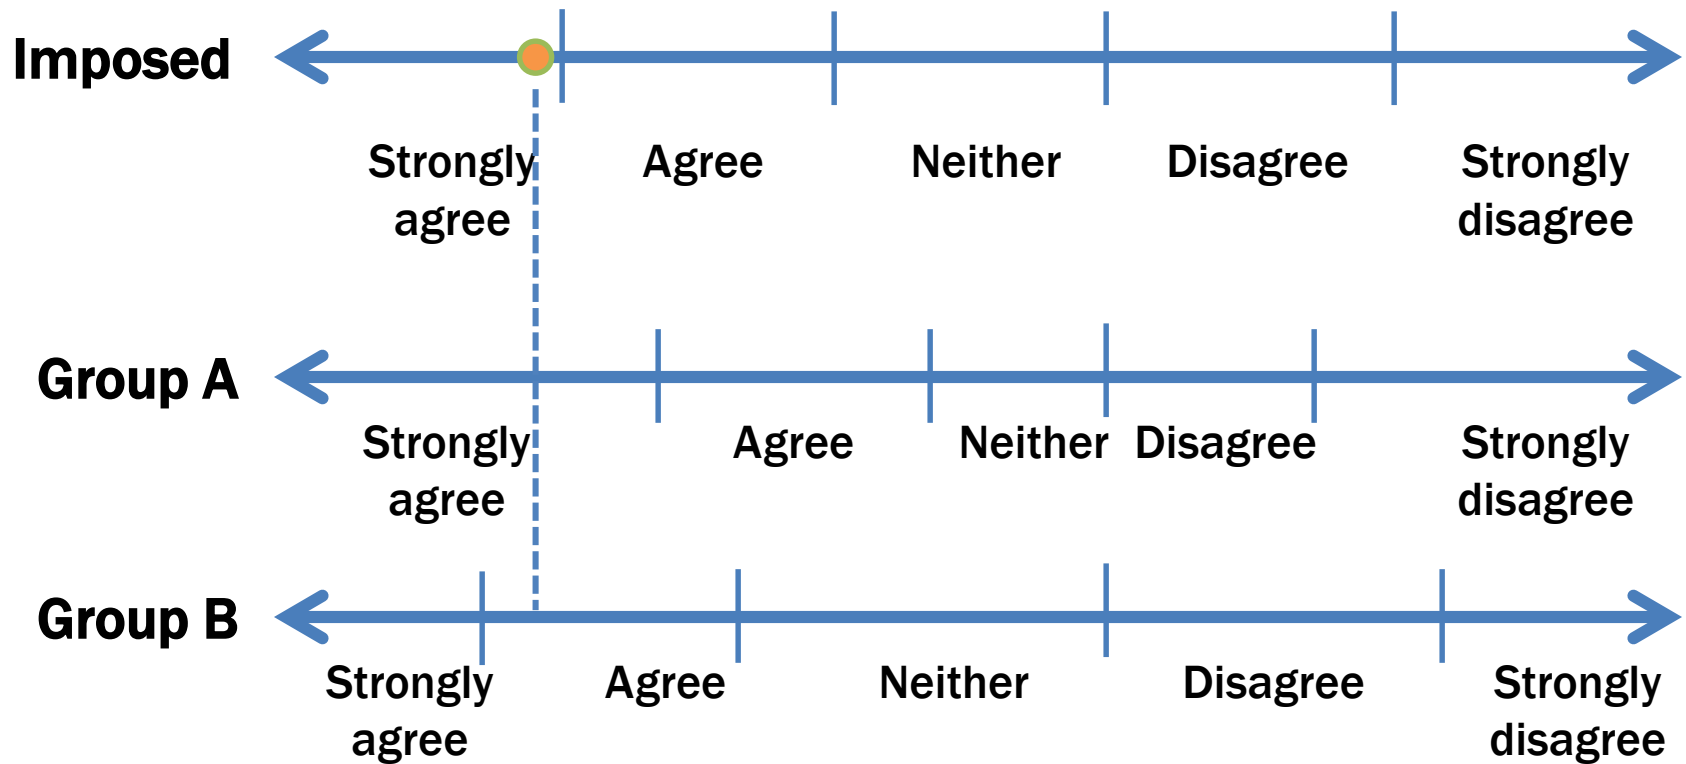 Imposed
Strongly agree
Agree
Neither
Disagree
Strongly disagree
Group A
Strongly agree
Agree
Neither
Disagree
Strongly disagree
Group B
Strongly agree
Agree
Neither
Disagree
Strongly disagree